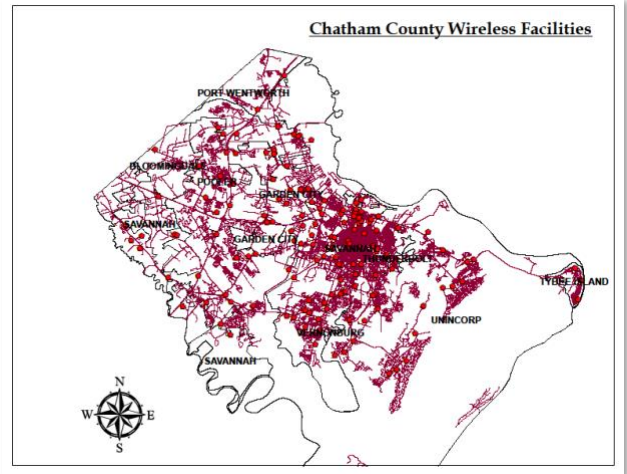 Chatham County Wireless Facilities
PORT WENTWORTH
BLOOMINGDALE
POOLER
GARDEN CITY
SAVANNAH
GARDEN CITY
SAVANNAH
THUNDERBOLT
TYBEE ISLAND
UNINCORP
VERNONBURG
SAVANNAH
N
W
E
S